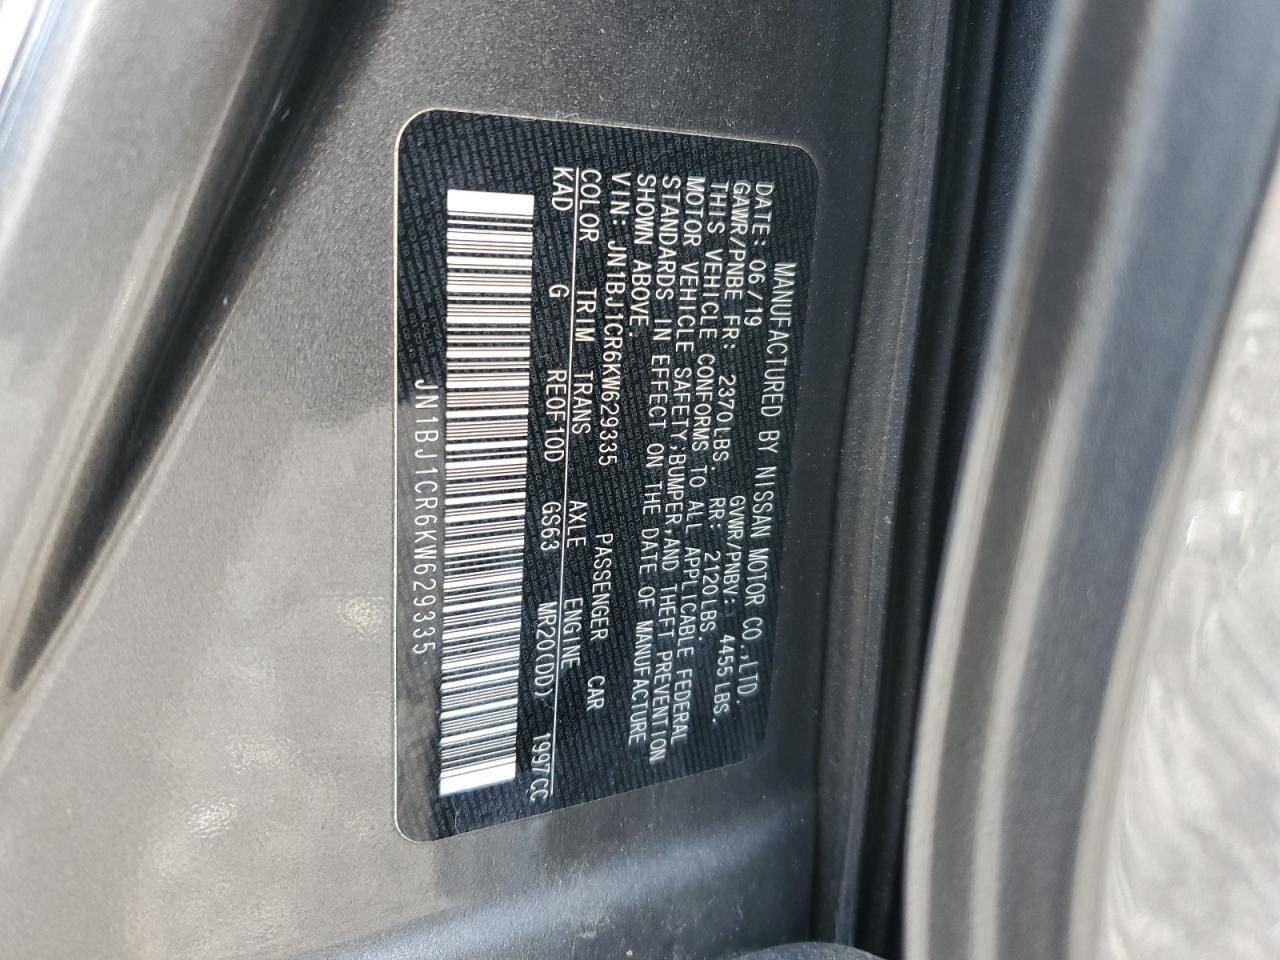 MANUFACTURED BY NISSAN MOTOR CO.,LTD.
DATE: 06/19 GVWR/PNBV: 4455LBS.
GAWR/PNBE FR: 2370LBS. RR: 2120LBS.
THIS VEHICLE CONFORMS TO ALL APPLICABLE FEDERAL
MOTOR VEHICLE SAFETY,BUMPER,AND THEFT PREVENTION
STANDARDS IN EFFECT ON THE DATE OF MANUFACTURE
SHOWN ABOVE.
VIN: JN1BJ1CR6KW629335 PASSENGER CAR
COLOR TRIM TRANS AXLE ENGINE
KAD G RE0F10D GS63 MR20(DD) 1997CC
JN1BJ1CR6KW629335